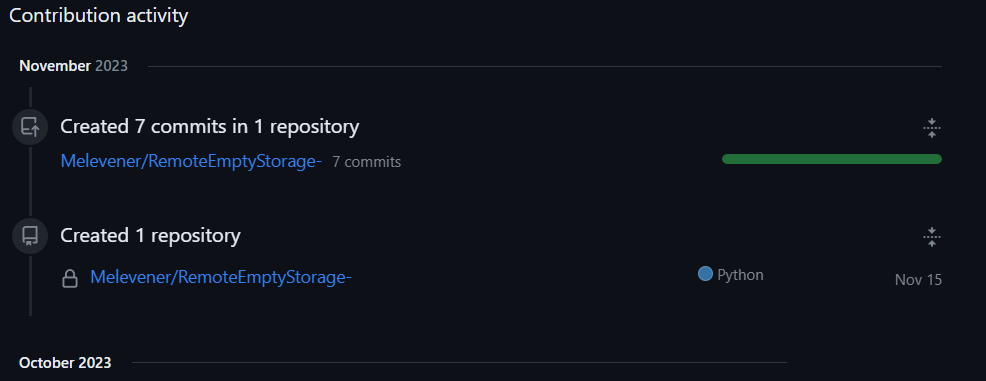 Contribution activity
November 2023
Created 7 commits in 1 repository
Melevener/RemoteEmptyStorage- 7 commits
Created 1 repository
Melevener/RemoteEmptyStorage- Python Nov 15
October 2023